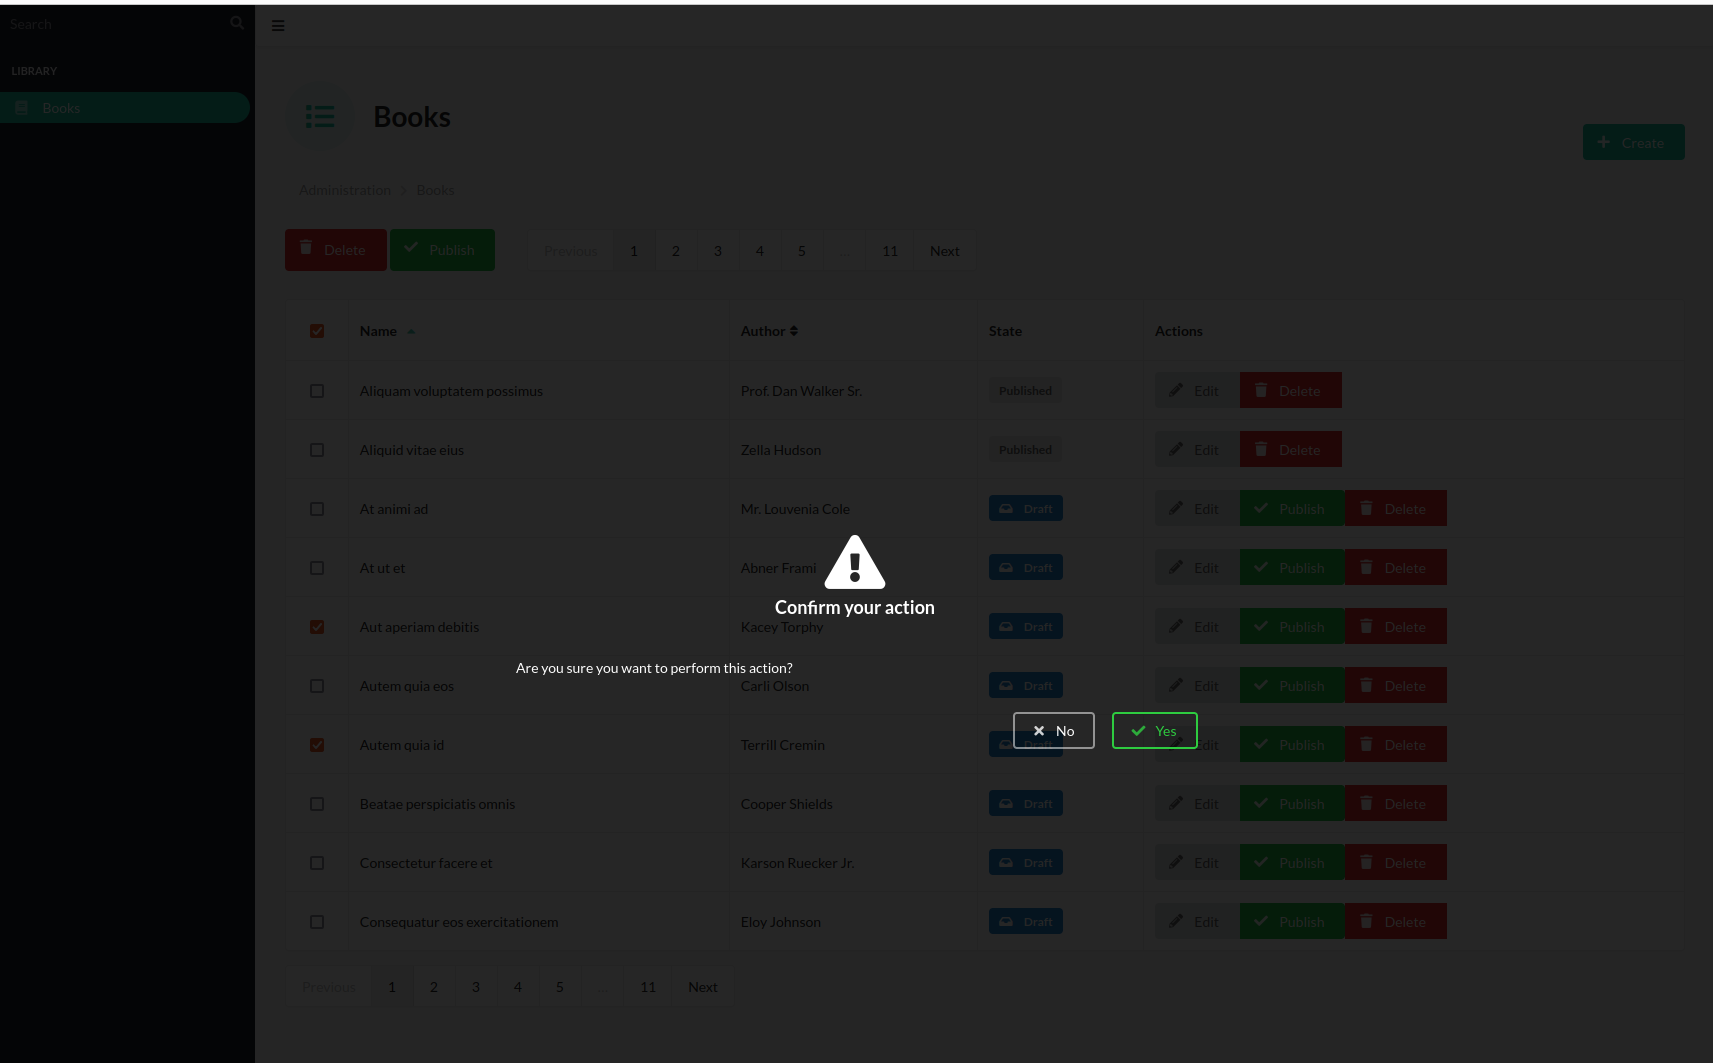 Search
LIBRARY
Books
Books
Create
Administration Books
Delete Publish Previous 1 2 3 4 5 ... 11 Next
Name Author State Actions
Aliquam voluptatem possimus Prof. Dan Walker Sr. Published Edit Delete
Aliquid vitae eius Zella Hudson Published Edit Delete
At animi ad Mr. Louvenia Cole Draft Edit Publish Delete
At ut et Abner Frami Draft Edit Publish Delete
Confirm your action
Aut aperiam debitis Kacey Torphy Draft Edit Publish Delete
Are you sure you want to perform this action?
Autem quia eos Carli Olson Draft Edit Publish Delete
No Yes
Autem quia id Terrill Cremin Draft Edit Publish Delete
Beatae perspiciatis omnis Cooper Shields Draft Edit Publish Delete
Consectetur facere et Karson Ruecker Jr. Draft Edit Publish Delete
Consequatur eos exercitationem Eloy Johnson Draft Edit Publish Delete
Previous 1 2 3 4 5 ... 11 Next